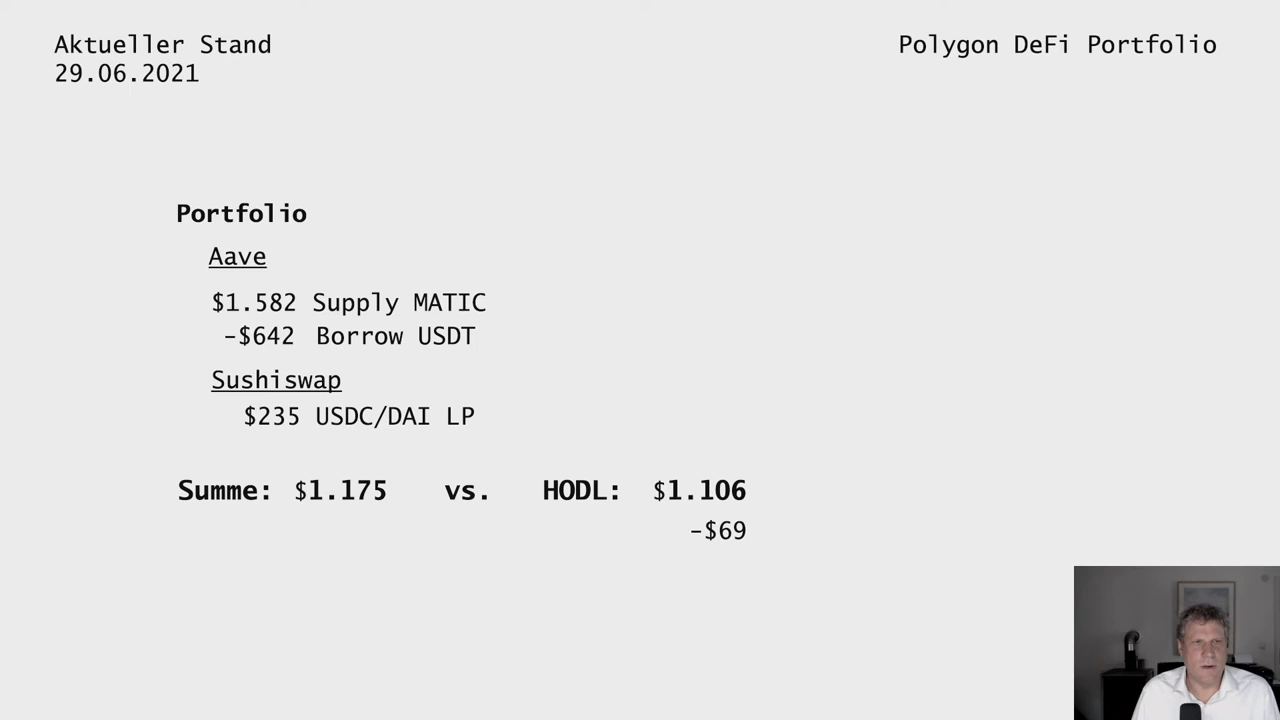 Aktueller Stand
29.06.2021
Polygon DeFi Portfolio
Portfolio
Aave
$1.582 Supply MATIC
-$642 Borrow USDT
Sushiswap
$235 USDC/DAI LP
Summe: $1.175 vs. HODL: $1.106
-$69